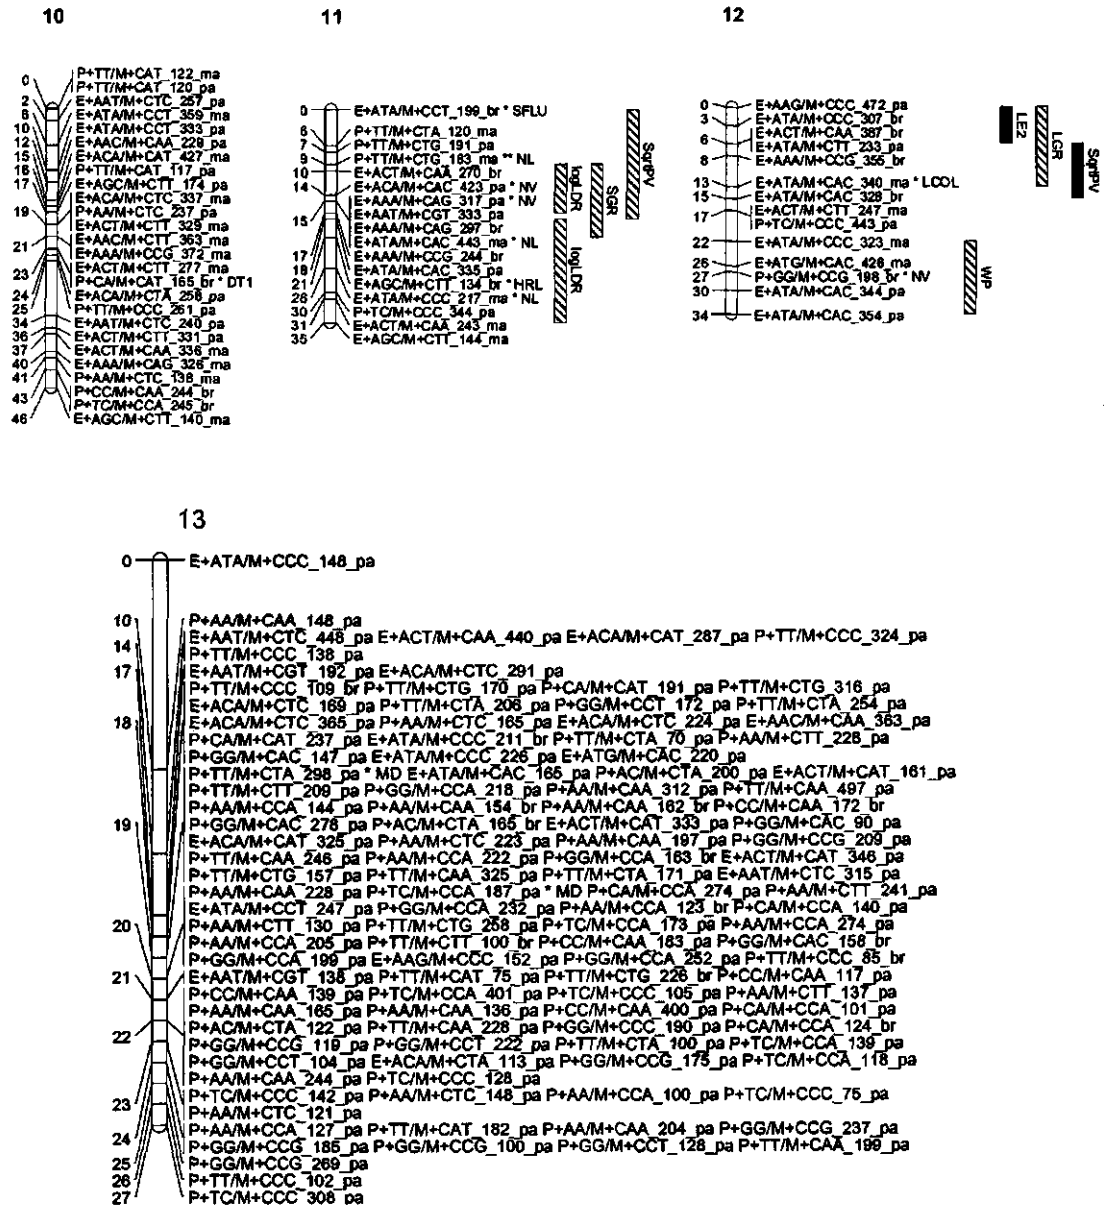 10
11
12
0 P+TT/M+CAT_122_ma
P+TT/M+CAT_120_pa
2 E+AAT/M+CTC_257_pa
8 E+ATA/M+CCT_359_ma
10 E+ATA/M+CCT_333_pa
12 E+AAC/M+CAA_228_pa
15 E+ACA/M+CAT_427_ma
16 P+TT/M+CAT_117_pa
17 E+AGC/M+CTT_174_pa
E+ACA/M+CTC_337_ma
19 P+AA/M+CTC_237_pa
E+ACT/M+CTT_329_ma
21 E+AAC/M+CTT_363_ma
E+AAA/M+CCG_372_ma
23 E+ACT/M+CTT_277_ma
P+CA/M+CAT_165_br * DT1
24 E+ACA/M+CTA_256_pa
25 P+TT/M+CCC_261_pa
34 E+AAT/M+CTC_240_pa
36 E+ACT/M+CTT_331_pa
37 E+ACT/M+CAA_336_ma
40 E+AAA/M+CAG_326_ma
41 P+AA/M+CTC_138_ma
43 P+CC/M+CAA_244_br
P+TC/M+CCA_245_br
46 E+AGC/M+CTT_140_ma
0 E+ATA/M+CCT_199_br * SFLU
6 P+TT/M+CTA_120_ma
7 P+TT/M+CTG_191_pa
9 P+TT/M+CTG_183_ma ** NL
10 E+ACT/M+CAA_270_br
14 E+ACA/M+CAC_423_pa * NV
E+AAA/M+CAG_317_pa * NV
E+AAT/M+CGT_333_pa
15 E+AAA/M+CAG_297_br
E+ATA/M+CAC_443_ma * NL
17 E+AAA/M+CCG_244_br
18 E+ATA/M+CAC_335_pa
21 E+AGC/M+CTT_134_br * HRL
28 E+ATA/M+CCC_217_ma * NL
30 P+TC/M+CCC_344_pa
31 E+ACT/M+CAA_243_ma
35 E+AGC/M+CTT_144_ma
logLDR
logLDR
SGR
SqrtPV
0 E+AAG/M+CCC_472_pa
3 E+ATA/M+CCC_307_br
E+ACT/M+CAA_387_br
6 E+ATA/M+CTT_233_pa
8 E+AAA/M+CCG_355_br
13 E+ATA/M+CAC_340_ma * LCOL
15 E+ATA/M+CAC_328_br
17 E+ACT/M+CTT_247_ma
P+TC/M+CCC_443_pa
22 E+ATA/M+CCC_323_ma
26 E+ATG/M+CAC_426_ma
27 P+GG/M+CCG_198_br * NV
30 E+ATA/M+CAC_344_pa
34 E+ATA/M+CAC_354_pa
WP
LE2
LGR
SqrtPV
13
0 E+ATA/M+CCC_148_pa
10 P+AA/M+CAA_148_pa
E+AAT/M+CTC_448_pa E+ACT/M+CAA_440_pa E+ACA/M+CAT_287_pa P+TT/M+CCC_324_pa
14 P+TT/M+CCC_138_pa
17 E+AAT/M+CGT_192_pa E+ACA/M+CTC_291_pa
P+TT/M+CCC_109_br P+TT/M+CTG_170_pa P+CA/M+CAT_191_pa P+TT/M+CTG_316_pa
E+ACA/M+CTC_169_pa P+TT/M+CTA_206_pa P+GG/M+CCT_172_pa P+TT/M+CTA_254_pa
18 E+ACA/M+CTC_365_pa P+AA/M+CTC_165_pa E+ACA/M+CTC_224_pa E+AAC/M+CAA_363_pa
P+CA/M+CAT_237_pa E+ATA/M+CCC_211_br P+TT/M+CTA_70_pa P+AA/M+CTT_228_pa
P+GG/M+CAC_147_pa E+ATA/M+CCC_226_pa E+ATG/M+CAC_220_pa
P+TT/M+CTA_298_pa * MD E+ATA/M+CAC_165_pa P+AC/M+CTA_200_pa E+ACT/M+CAT_161_pa
P+TT/M+CTT_209_pa P+GG/M+CCA_218_pa P+AA/M+CAA_312_pa P+TT/M+CAA_497_pa
P+AA/M+CCA_144_pa P+AA/M+CAA_154_br P+AA/M+CAA_162_br P+CC/M+CAA_172_br
19 P+GG/M+CAC_278_pa P+AC/M+CTA_165_br E+ACT/M+CAT_333_pa P+GG/M+CAC_90_pa
E+ACA/M+CAT_325_pa P+AA/M+CTC_223_pa P+AA/M+CAA_197_pa P+GG/M+CCG_209_pa
P+TT/M+CAA_246_pa P+AA/M+CCA_222_pa P+GG/M+CCA_163_br E+ACT/M+CAT_346_pa
P+TT/M+CTG_157_pa P+TT/M+CAA_325_pa P+TT/M+CTA_171_pa E+AAT/M+CTC_315_pa
P+AA/M+CAA_228_pa P+TC/M+CCA_187_pa * MD P+CA/M+CCA_274_pa P+AA/M+CTT_241_pa
E+ATA/M+CCT_247_pa P+GG/M+CCA_232_pa P+AA/M+CCA_123_br P+CA/M+CCA_140_pa
20 P+AA/M+CTT_130_pa P+TT/M+CTG_258_pa P+TC/M+CCA_173_pa P+AA/M+CCA_274_pa
P+AA/M+CCA_205_pa P+TT/M+CTT_100_br P+CC/M+CAA_183_pa P+GG/M+CAC_158_br
P+GG/M+CCA_199_pa E+AAG/M+CCC_152_pa P+GG/M+CCA_252_pa P+TT/M+CCC_85_br
21 E+AAT/M+CGT_138_pa P+TT/M+CAT_75_pa P+TT/M+CTG_226_br P+CC/M+CAA_117_pa
P+CC/M+CAA_139_pa P+TC/M+CCA_401_pa P+TC/M+CCC_105_pa P+AA/M+CTT_137_pa
P+AA/M+CAA_165_pa P+AA/M+CAA_136_pa P+CC/M+CAA_400_pa P+CA/M+CCA_101_pa
22 P+AC/M+CTA_122_pa P+TT/M+CAA_228_pa P+GG/M+CCC_190_pa P+CA/M+CCA_124_br
P+GG/M+CCG_119_pa P+GG/M+CCT_222_pa P+TT/M+CTA_100_pa P+TC/M+CCA_139_pa
P+GG/M+CCT_104_pa E+ACA/M+CTA_113_pa P+GG/M+CCG_175_pa P+TC/M+CCA_118_pa
P+AA/M+CAA_244_pa P+TC/M+CCC_128_pa
23 P+TC/M+CCC_142_pa P+AA/M+CTC_148_pa P+AA/M+CCA_100_pa P+TC/M+CCC_75_pa
P+AA/M+CTC_121_pa
24 P+AA/M+CCA_127_pa P+TT/M+CAT_182_pa P+AA/M+CAA_204_pa P+GG/M+CCG_237_pa
P+GG/M+CCG_185_pa P+GG/M+CCG_100_pa P+GG/M+CCT_128_pa P+TT/M+CAA_199_pa
25 P+GG/M+CCG_269_pa
26 P+TT/M+CCC_102_pa
27 P+TC/M+CCC_308_pa